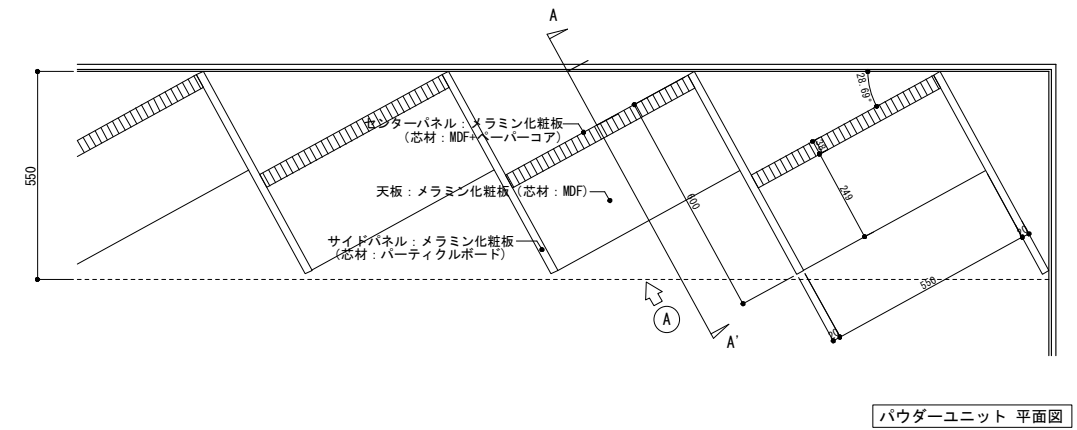 A
28.69°
センターパネル：メラミン化粧板
（芯材：MDF+ペーパーコア）
38
550
天板：メラミン化粧板（芯材：MDF）
600
249
サイドパネル：メラミン化粧板
（芯材：パーティクルボード）
20
550
A
A'
20
パウダーユニット 平面図